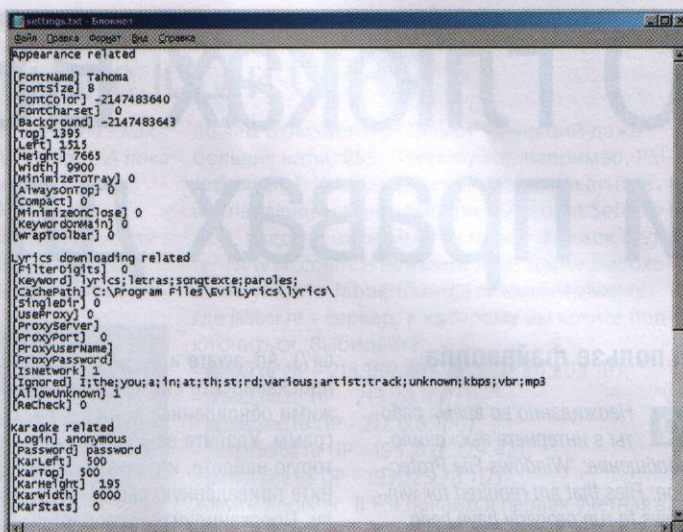 settings.txt - Блокнот
Файл Правка Формат Вид Справка
Appearance related
[FontName] Tahoma
[FontSize] 8
[FontColor] -2147483640
[FontCharset] 0
[Background] -2147483643
[Top] 1395
[Left] 1515
[Height] 7665
[Width] 9900
[MinimizeToTray] 0
[AlwaysOnTop] 0
[Compact] 0
[MinimizeOnClose] 0
[KeywordOnMain] 0
[WrapToolbar] 0
Lyrics downloading related
[FilterDigits] 0
[Keyword] lyrics;letras;songtexte;paroles;
[CachePath] C:\Program Files\EvilLyrics\lyrics\
[SingleDir] 0
[UseProxy] 0
[ProxyServer]
[ProxyPort] 0
[ProxyUserName]
[ProxyPassword]
[IsNetwork] 1
[Ignored] I;the;you;a;in;at;th;st;rd;various;artist;track;unknown;kbps;vbr;mp3
[AllowUnknown] 1
[ReCheck] 0
Karaoke related
[Login] anonymous
[Password] password
[KarLeft] 500
[KarTop] 500
[KarHeight] 195
[KarWidth] 6000
[KarStats] 0